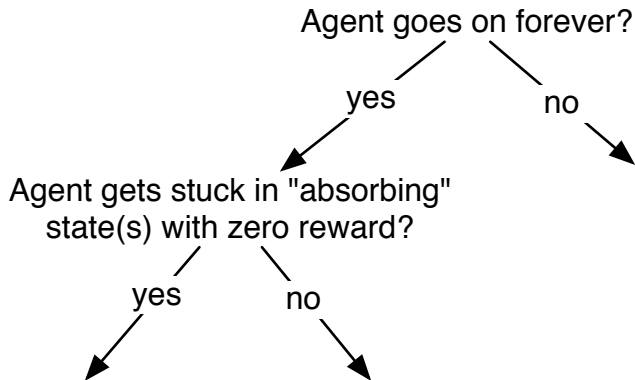 Agent goes on forever?
yes
no
Agent gets stuck in "absorbing"
state(s) with zero reward?
yes
no